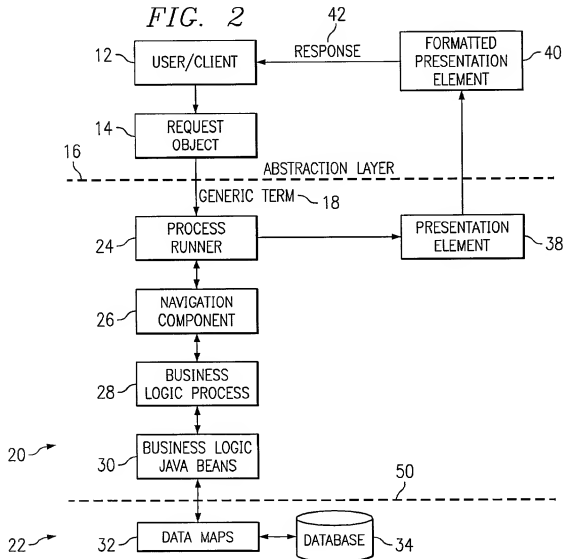 FIG. 2
42
12
USER/CLIENT
RESPONSE
FORMATTED
PRESENTATION
ELEMENT
40
14
REQUEST
OBJECT
16
ABSTRACTION LAYER
GENERIC TERM
18
24
PROCESS
RUNNER
PRESENTATION
ELEMENT
38
26
NAVIGATION
COMPONENT
28
BUSINESS
LOGIC PROCESS
20
30
BUSINESS LOGIC
JAVA BEANS
50
22
32
DATA MAPS
DATABASE
34